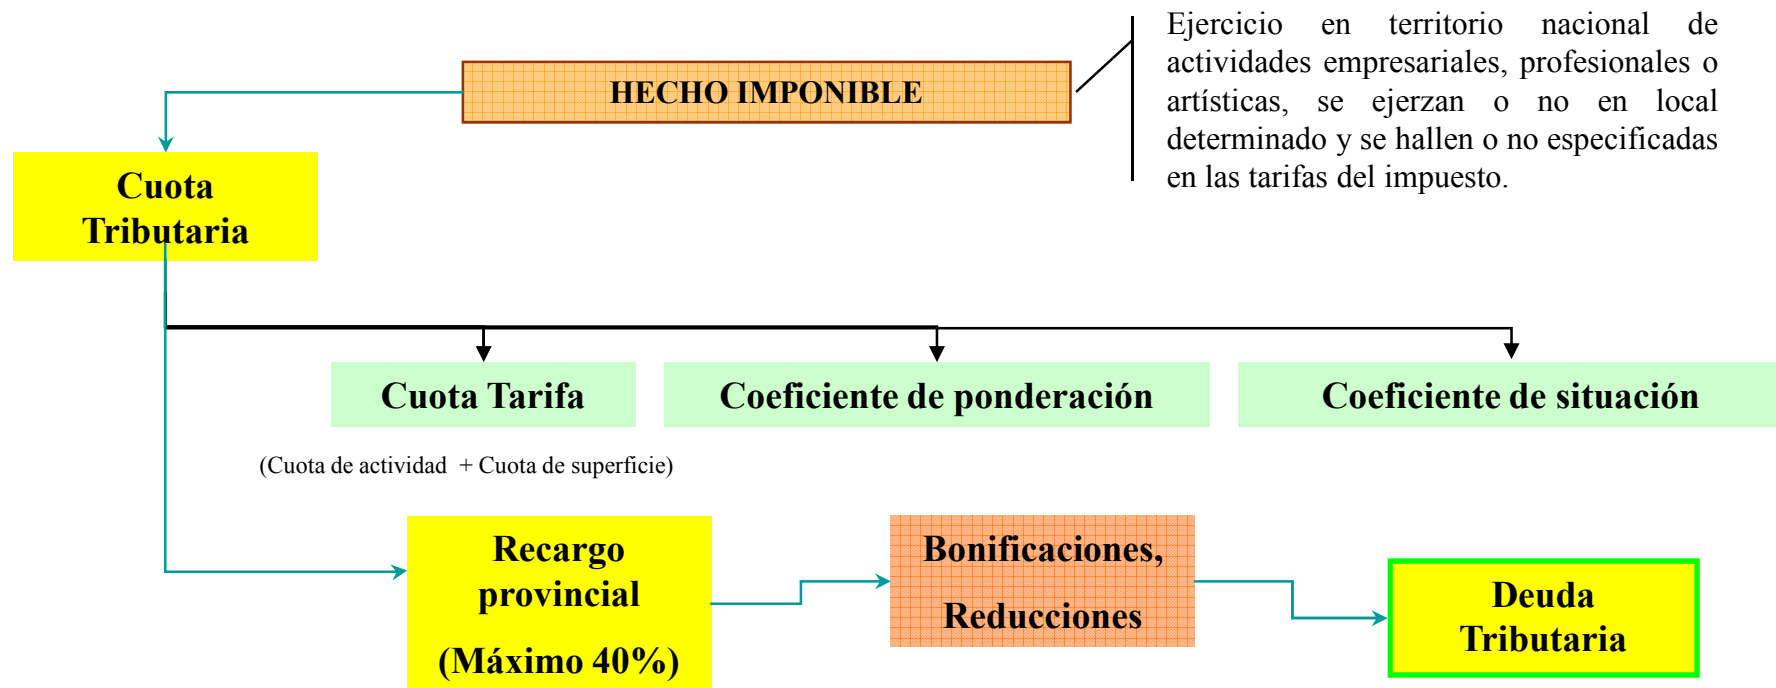 Ejercicio en territorio nacional de
actividades empresariales, profesionales o
artísticas, se ejerzan o no en local
determinado y se hallen o no especificadas
en las tarifas del impuesto.
HECHO IMPONIBLE
Cuota
Tributaria
Cuota Tarifa
Coeficiente de ponderación
Coeficiente de situación
(Cuota de actividad + Cuota de superficie)
Recargo
provincial
(Máximo 40%)
Bonificaciones,
Reducciones
Deuda
Tributaria